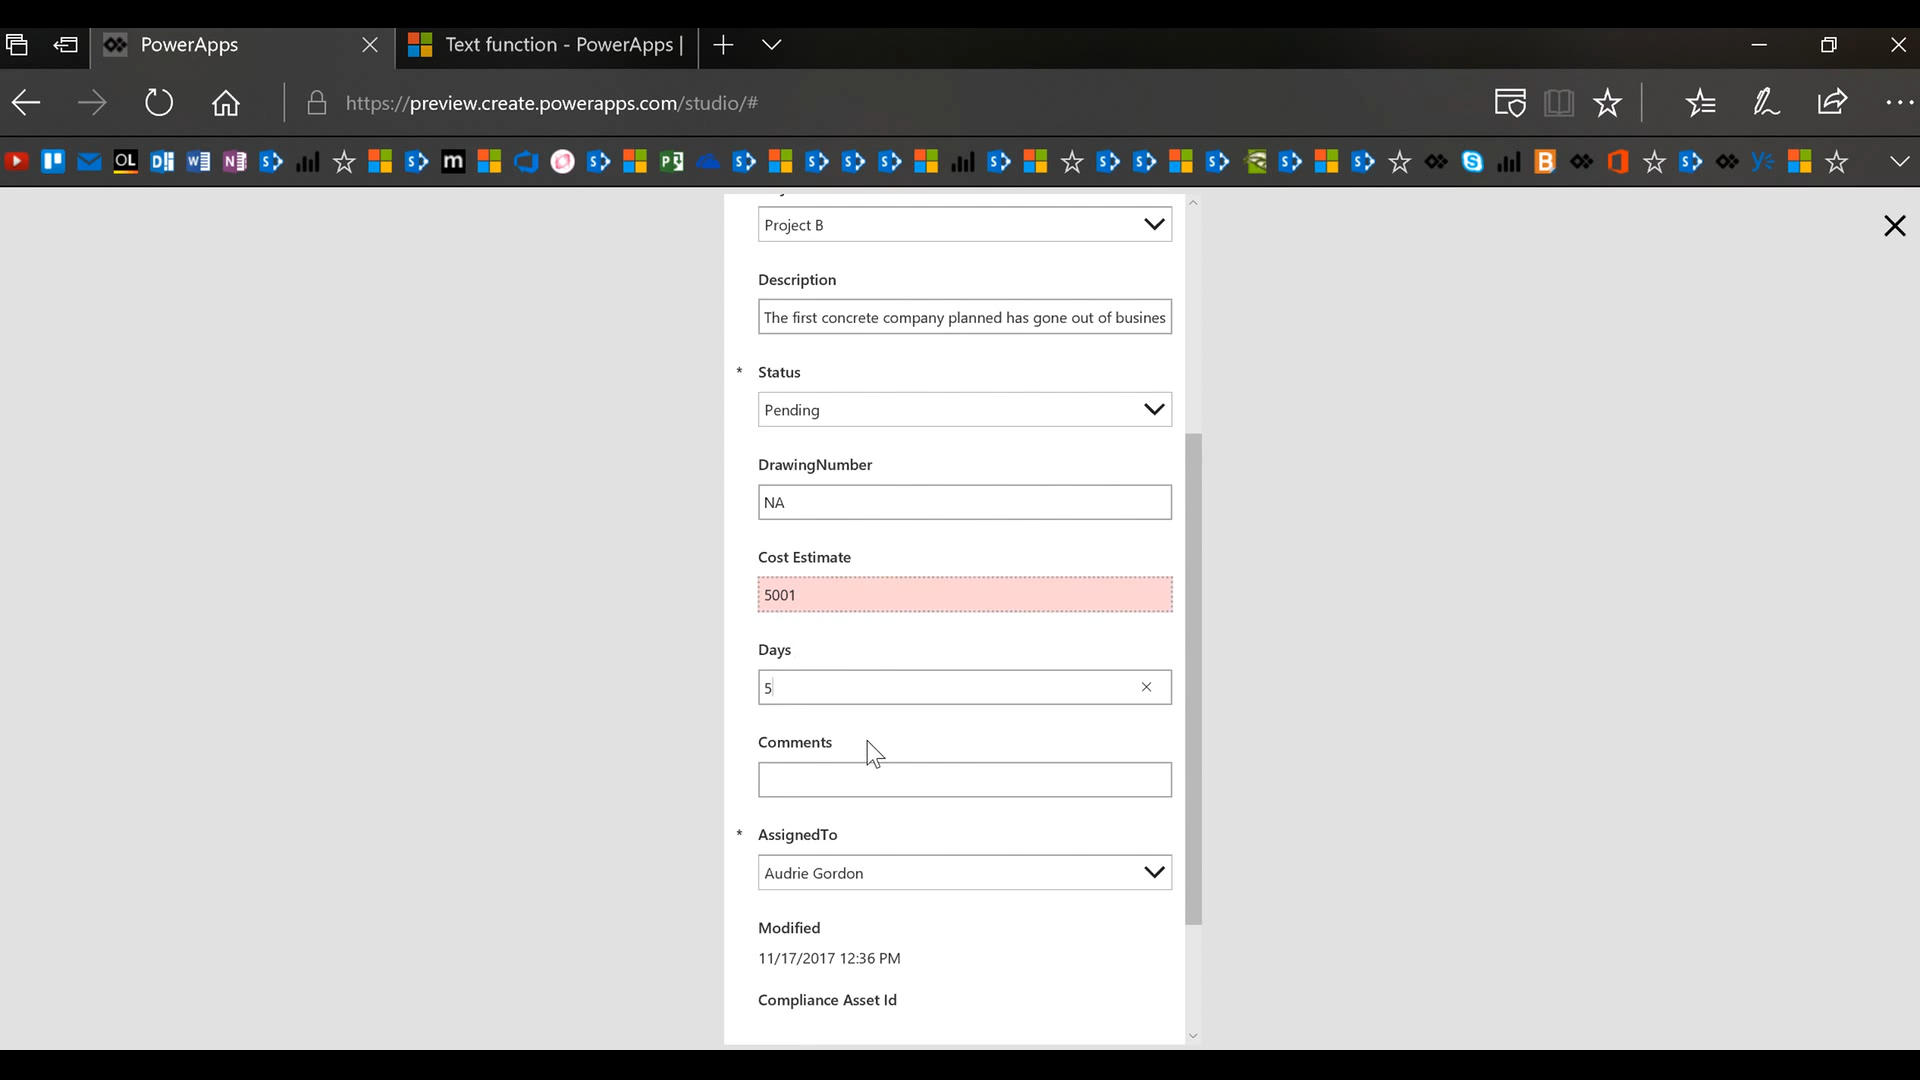 PowerApps
Text function - PowerApps |
https://preview.create.powerapps.com/studio/#
OL
W
N
S
S
m
S
P
S
S
S
S
S
S
S
S
S
S
S
B
S
Project B
Description
The first concrete company planned has gone out of busines
* Status
Pending
DrawingNumber
NA
Cost Estimate
5001
Days
5
Comments
* AssignedTo
Audrie Gordon
Modified
11/17/2017 12:36 PM
Compliance Asset Id